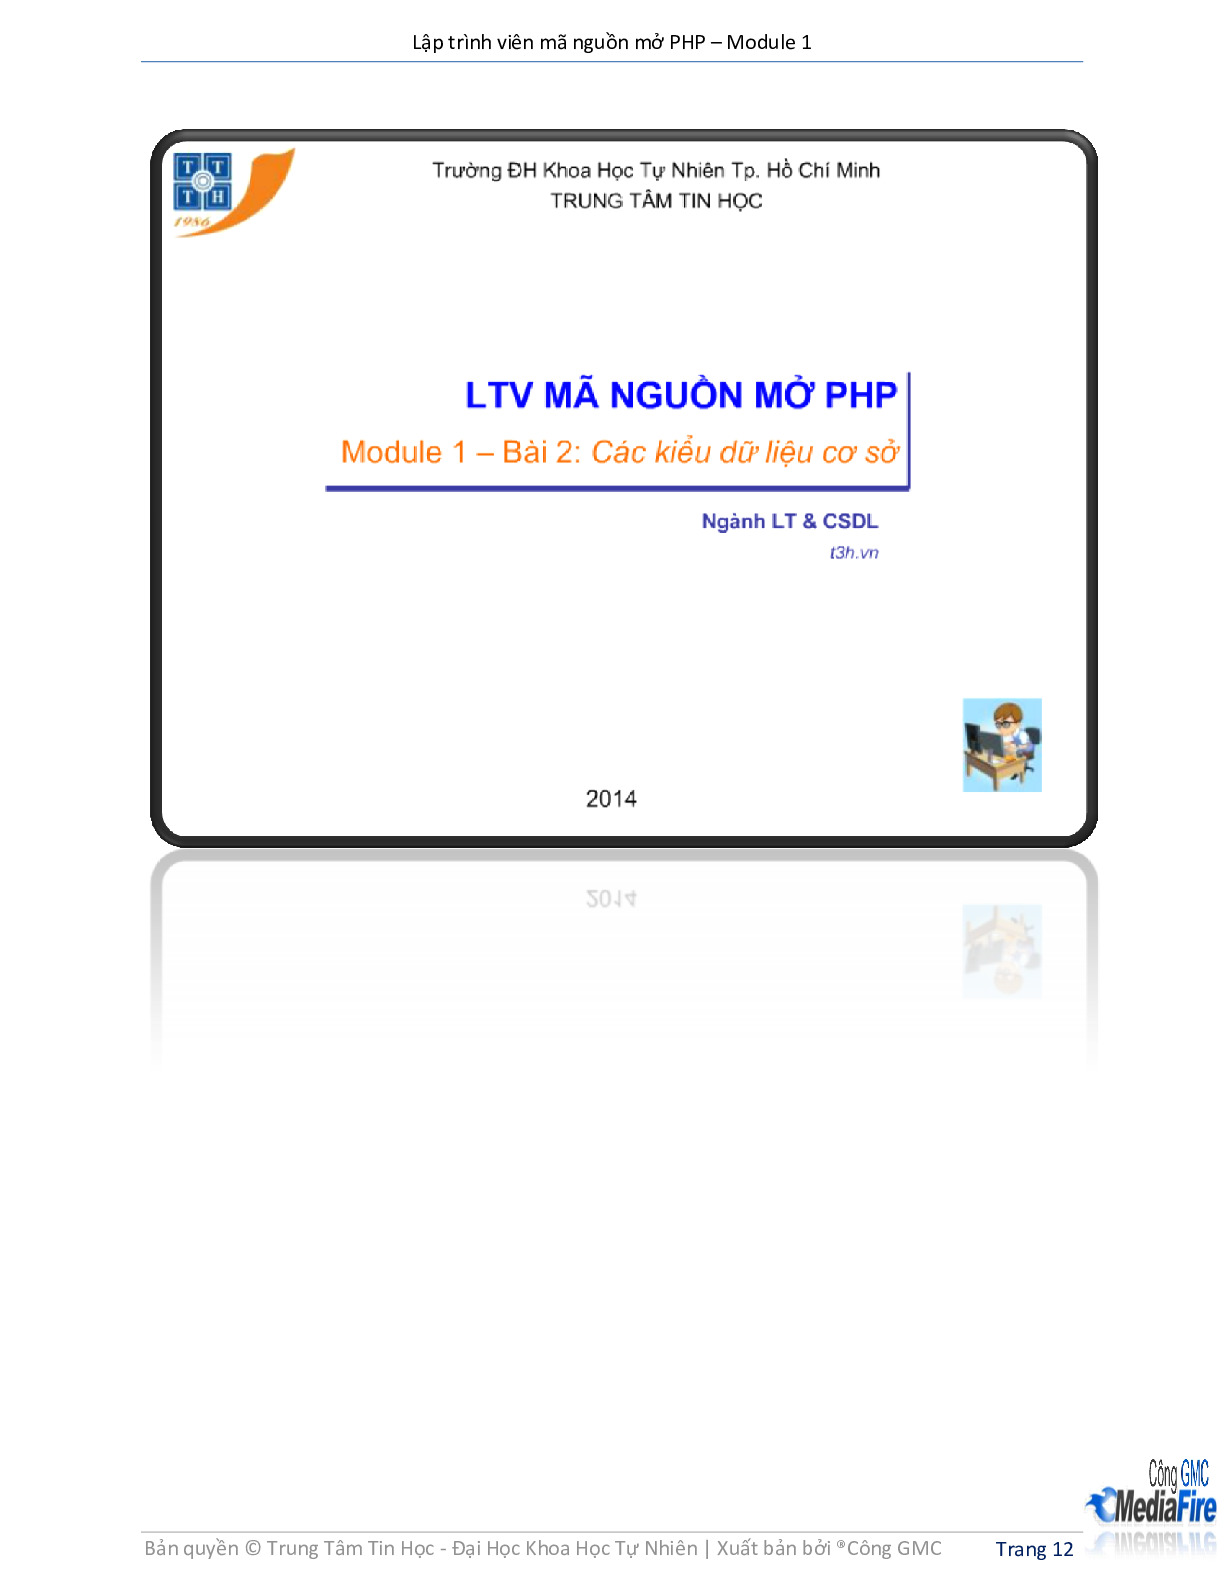 Lập trình viên mã nguồn mở PHP – Module 1
T T
T H
1986
Trường ĐH Khoa Học Tự Nhiên Tp. Hồ Chí Minh
TRUNG TÂM TIN HỌC
LTV MÃ NGUỒN MỞ PHP
Module 1 – Bài 2: Các kiểu dữ liệu cơ sở
Ngành LT & CSDL
t3h.vn
2014
Công GMC
MediaFire
Bản quyền © Trung Tâm Tin Học - Đại Học Khoa Học Tự Nhiên | Xuất bản bởi ®Công GMC Trang 12